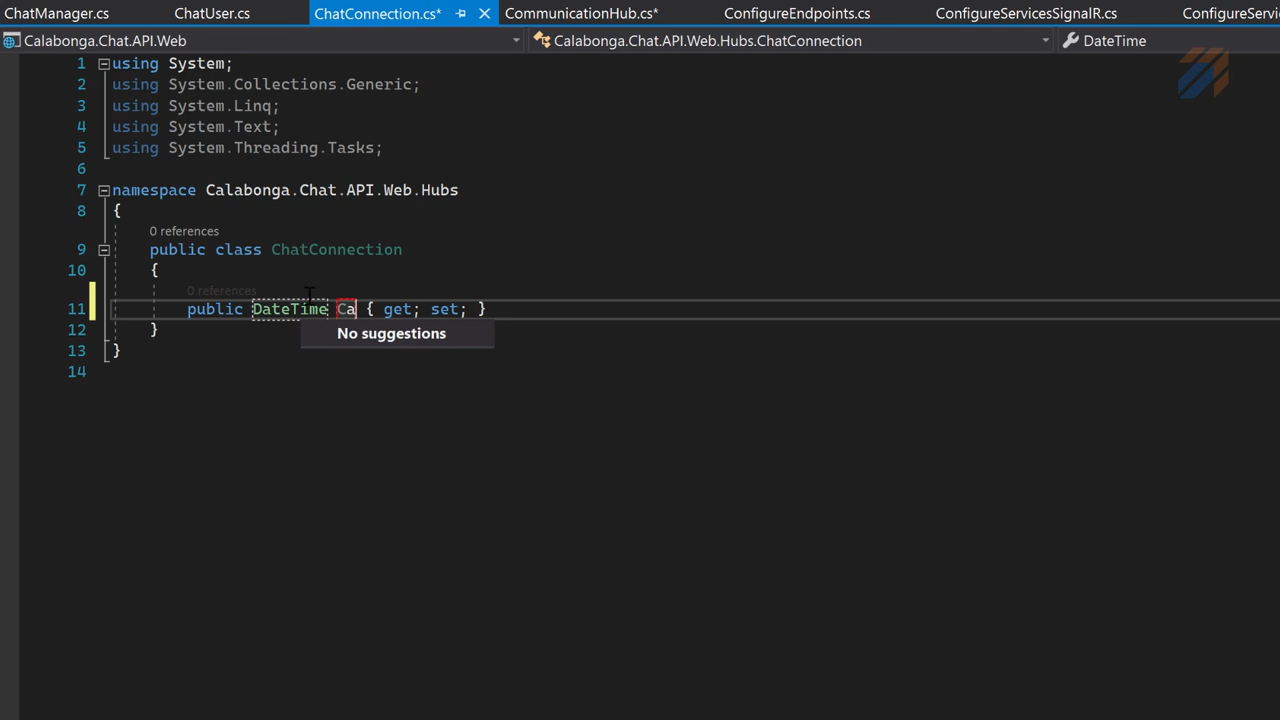 ChatManager.cs ChatUser.cs ChatConnection.cs* CommunicationHub.cs* ConfigureEndpoints.cs ConfigureServicesSignalR.cs ConfigureServi
Calabonga.Chat.API.Web Calabonga.Chat.API.Web.Hubs.ChatConnection DateTime
1 using System;
2 using System.Collections.Generic;
3 using System.Linq;
4 using System.Text;
5 using System.Threading.Tasks;
6
7 namespace Calabonga.Chat.API.Web.Hubs
8 {
0 references
9 public class ChatConnection
10 {
0 references
11 public DateTime Ca { get; set; }
No suggestions
12 }
13 }
14